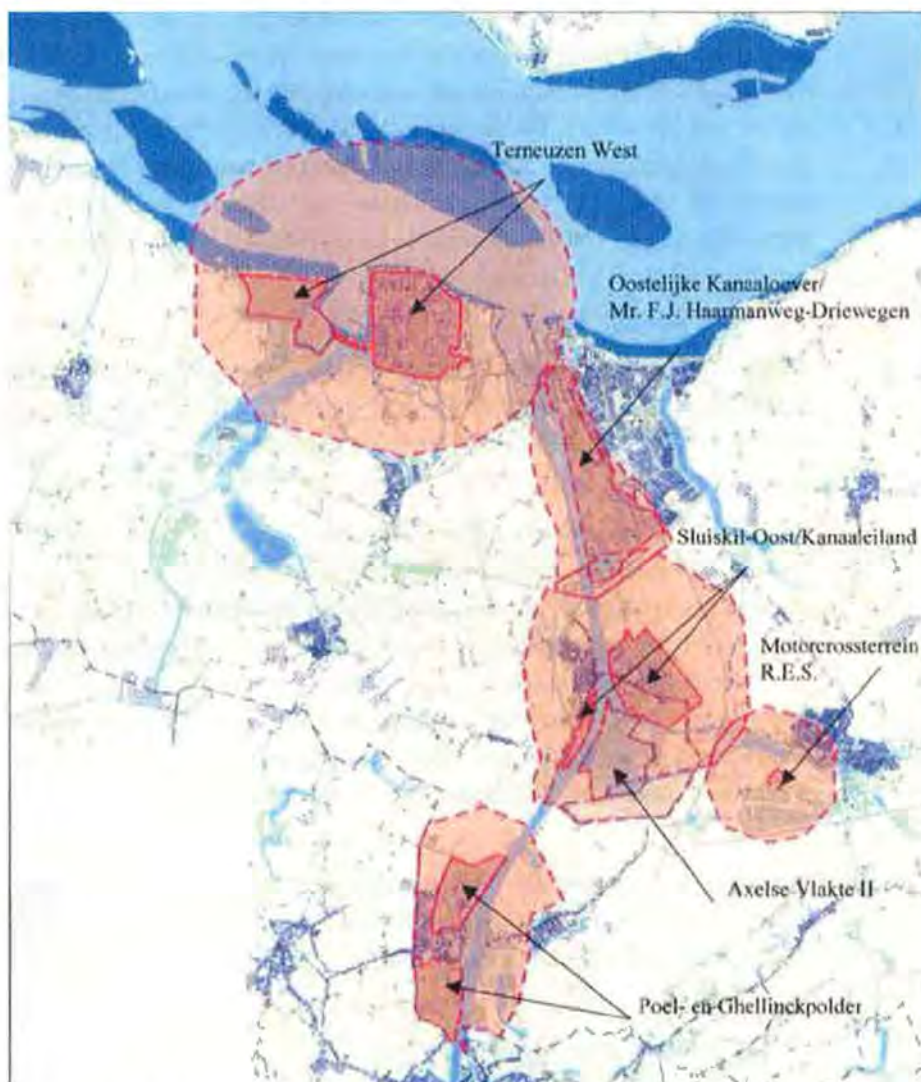 Terneuzen West
Oostelijke Kanaaloever/
Mr. F.J. Haarmanweg-Driewegen
Sluiskil-Oost/Kanaaleiland
Motorcrossterrein
R.E.S.
Axelse Vlakte II
Poel- en Ghellinckpolder